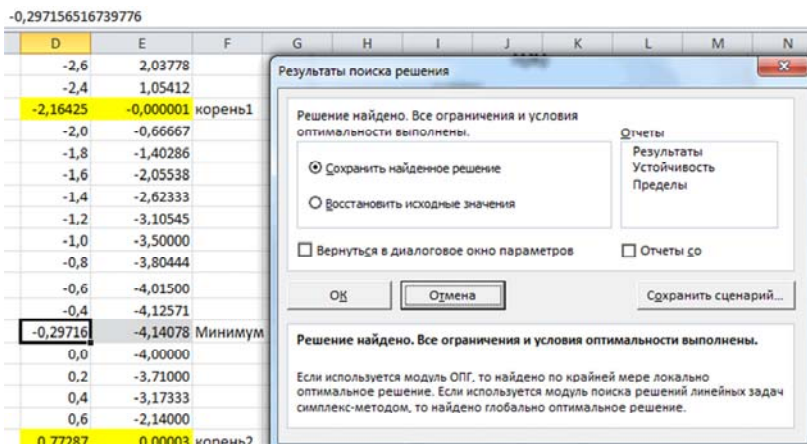 -0,297156516739776
D E F G H I J K L M N
-2,6 2,03778
-2,4 1,05412
-2,16425 -0,000001 корень1
-2,0 -0,66667
-1,8 -1,40286
-1,6 -2,05538
-1,4 -2,62333
-1,2 -3,10545
-1,0 -3,50000
-0,8 -3,80444
-0,6 -4,01500
-0,4 -4,12571
-0,29716 -4,14078 Минимум
0,0 -4,00000
0,2 -3,71000
0,4 -3,17333
0,6 -2,14000
0,77287 0,00003 корень2
Результаты поиска решения
Решение найдено. Все ограничения и условия
оптимальности выполнены.
Отчеты
Результаты
Устойчивость
Пределы
Сохранить найденное решение
Восстановить исходные значения
Вернуться в диалоговое окно параметров
Отчеты со
ОК
Отмена
Сохранить сценарий...
Решение найдено. Все ограничения и условия оптимальности выполнены.
Если используется модуль ОПГ, то найдено по крайней мере локально
оптимальное решение. Если используется модуль поиска решений линейных задач
симплекс-методом, то найдено глобально оптимальное решение.